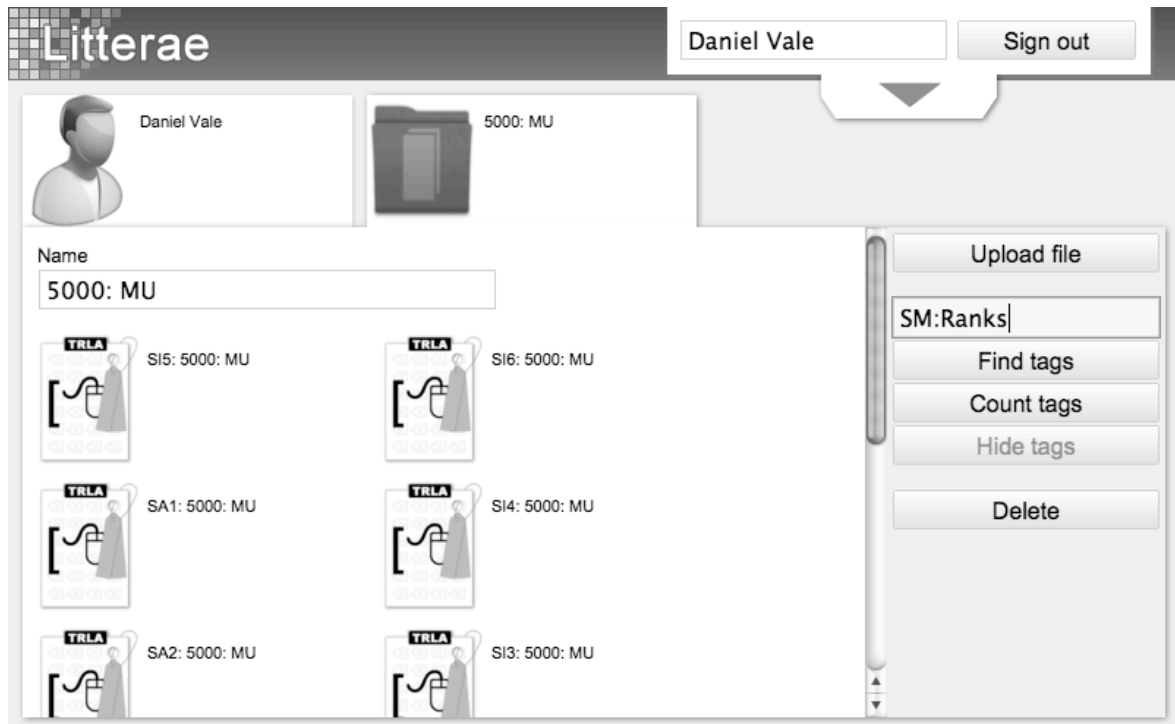 Litterae
Daniel Vale
Sign out
Daniel Vale
5000: MU
Name
5000: MU
TRLA
SI5: 5000: MU
TRLA
SI6: 5000: MU
TRLA
SA1: 5000: MU
TRLA
SI4: 5000: MU
TRLA
SA2: 5000: MU
TRLA
SI3: 5000: MU
Upload file
SM:Ranks
Find tags
Count tags
Hide tags
Delete